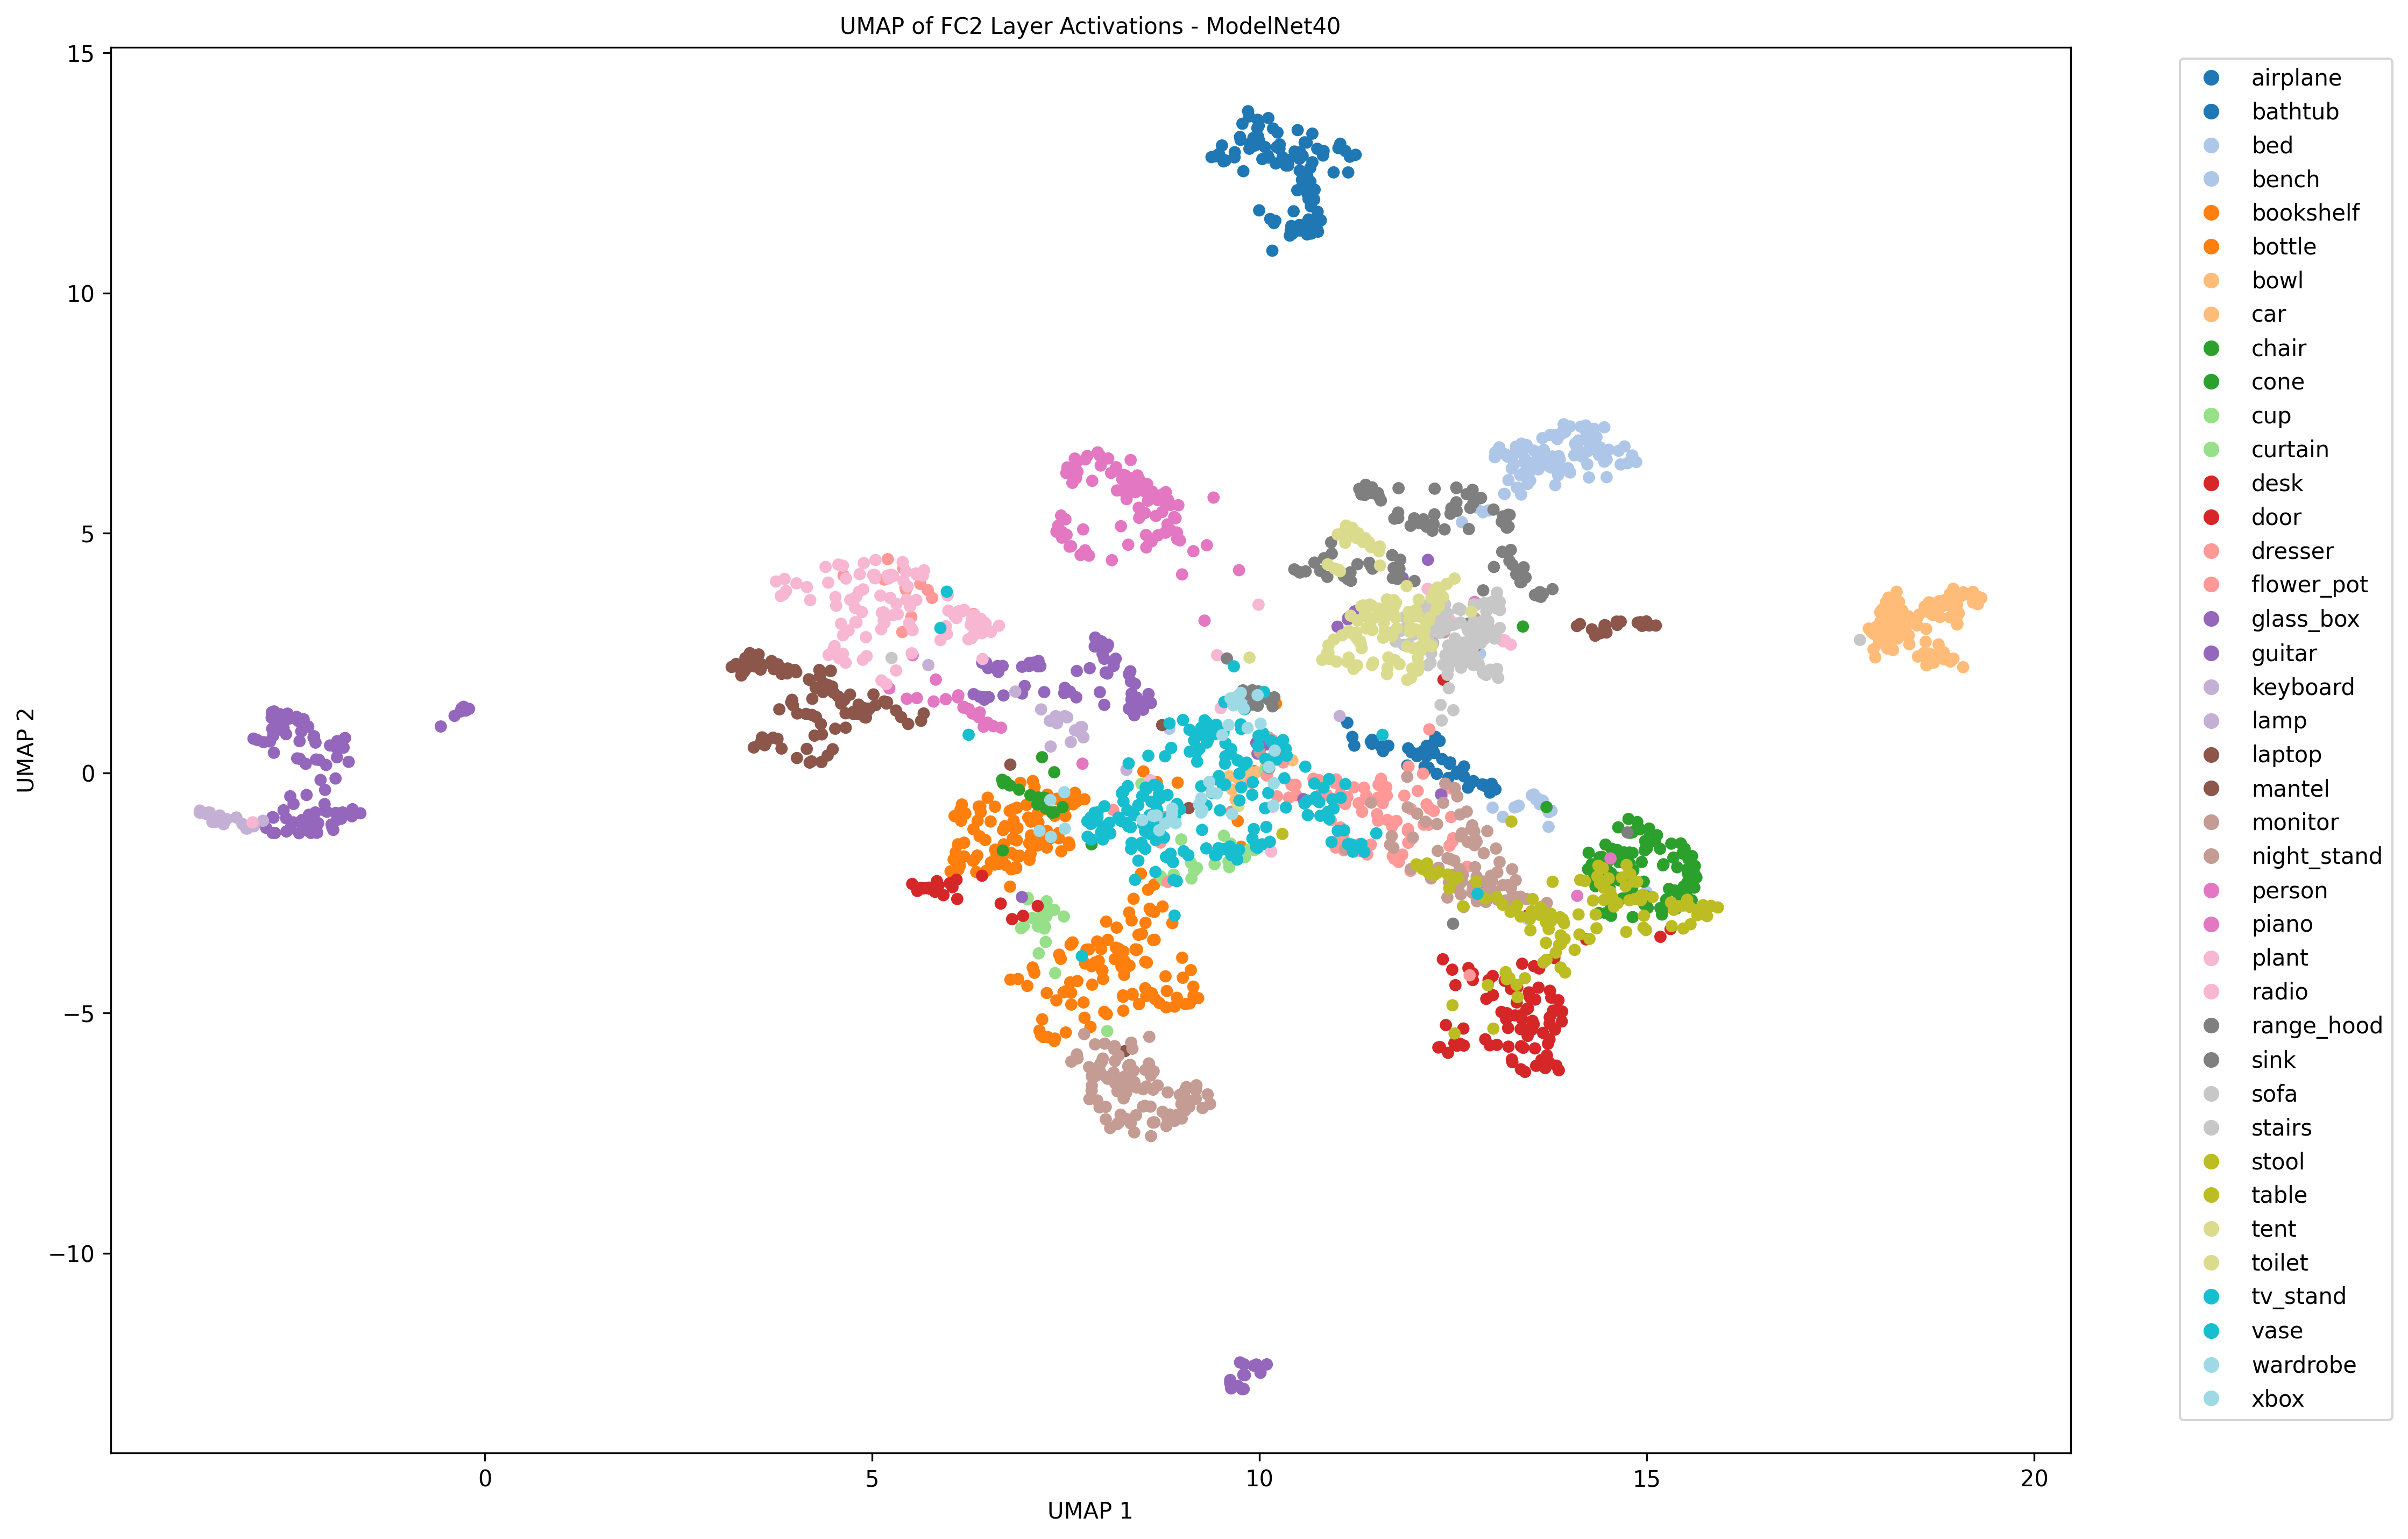 UMAP of FC2 Layer Activations - ModelNet40
15
10
5
0
−5
−10
UMAP 2
0
5
10
15
20
UMAP 1
airplane
bathtub
bed
bench
bookshelf
bottle
bowl
car
chair
cone
cup
curtain
desk
door
dresser
flower_pot
glass_box
guitar
keyboard
lamp
laptop
mantel
monitor
night_stand
person
piano
plant
radio
range_hood
sink
sofa
stairs
stool
table
tent
toilet
tv_stand
vase
wardrobe
xbox